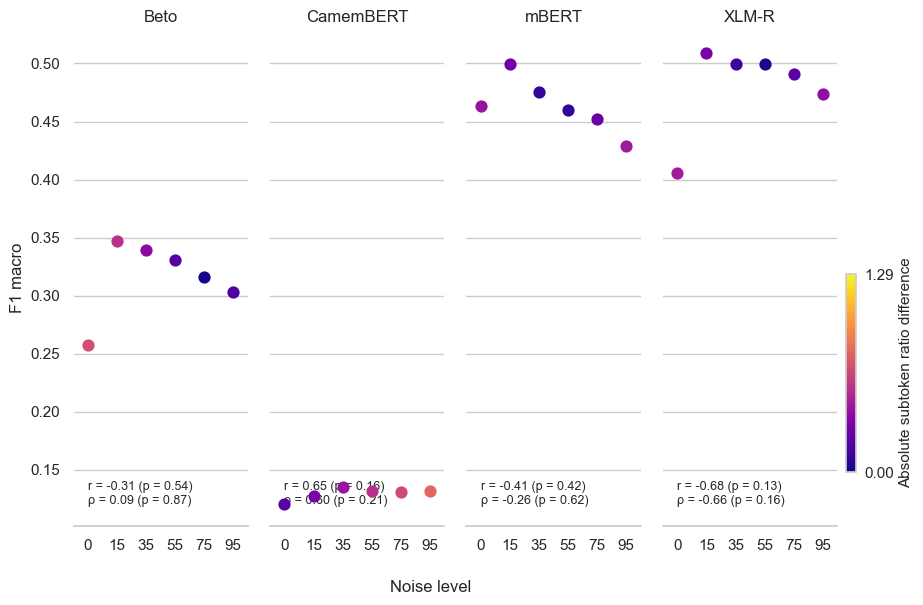 Beto
CamemBERT
mBERT
XLM-R
F1 macro
0.50
0.45
0.40
0.35
0.30
0.25
0.20
0.15
r = -0.31 (p = 0.54)
ρ = 0.09 (p = 0.87)
r = 0.65 (p = 0.16)
ρ = 0.60 (p = 0.21)
r = -0.41 (p = 0.42)
ρ = -0.26 (p = 0.62)
r = -0.68 (p = 0.13)
ρ = -0.66 (p = 0.16)
0 15 35 55 75 95
0 15 35 55 75 95
0 15 35 55 75 95
0 15 35 55 75 95
Noise level
1.29
0.00
Absolute subtoken ratio difference